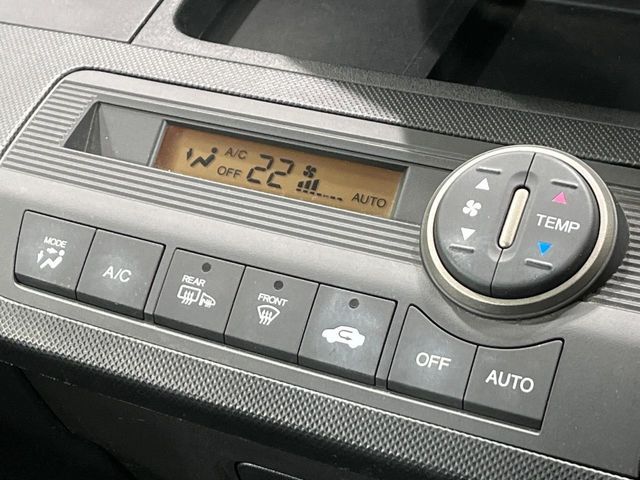 A/C
OFF
22
AUTO
TEMP
MODE
A/C
REAR
FRONT
OFF
AUTO